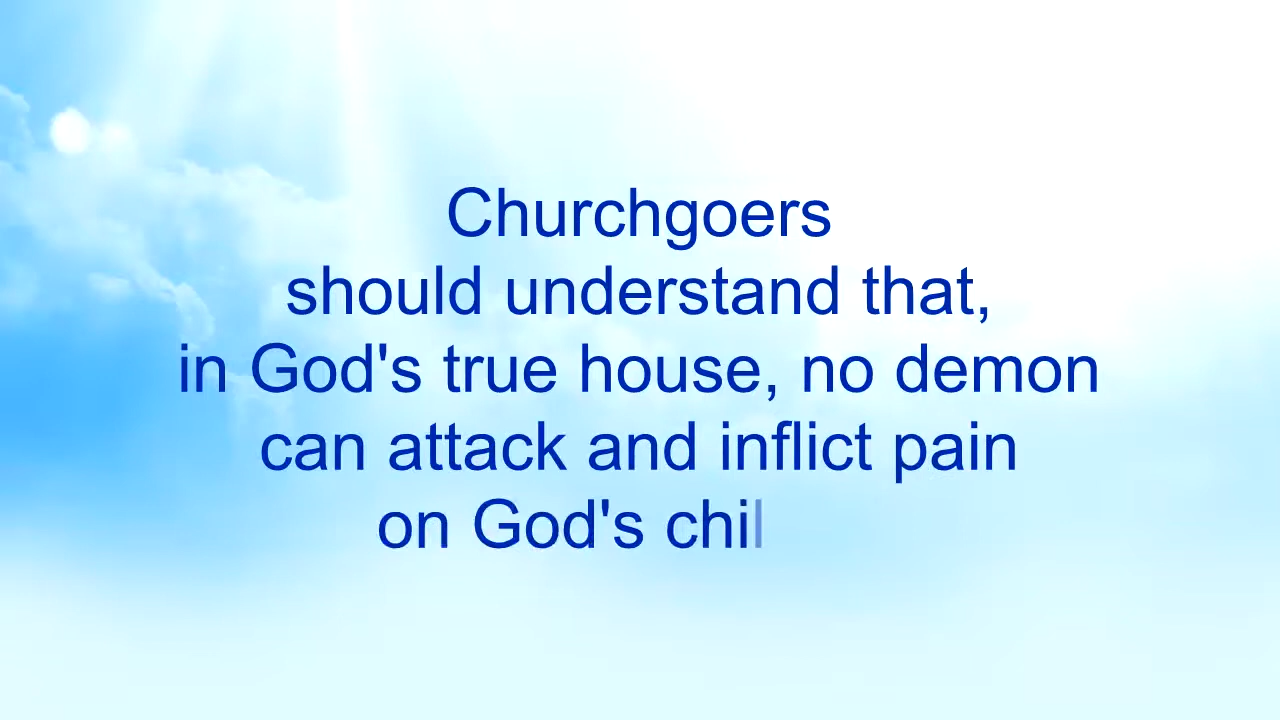 Churchgoers
should understand that,
in God's true house, no demon
can attack and inflict pain
on God's chil